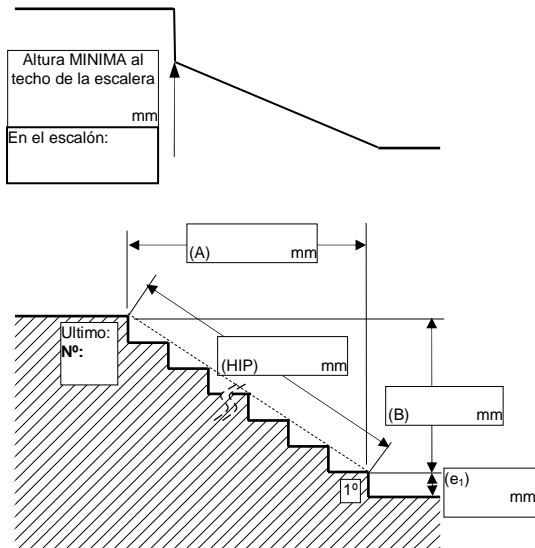 Altura MINIMA al
techo de la escalera
mm
En el escalón:
(A) mm
Ultimo:
Nº:
(HIP) mm
(B) mm
1º
(e₁)
mm